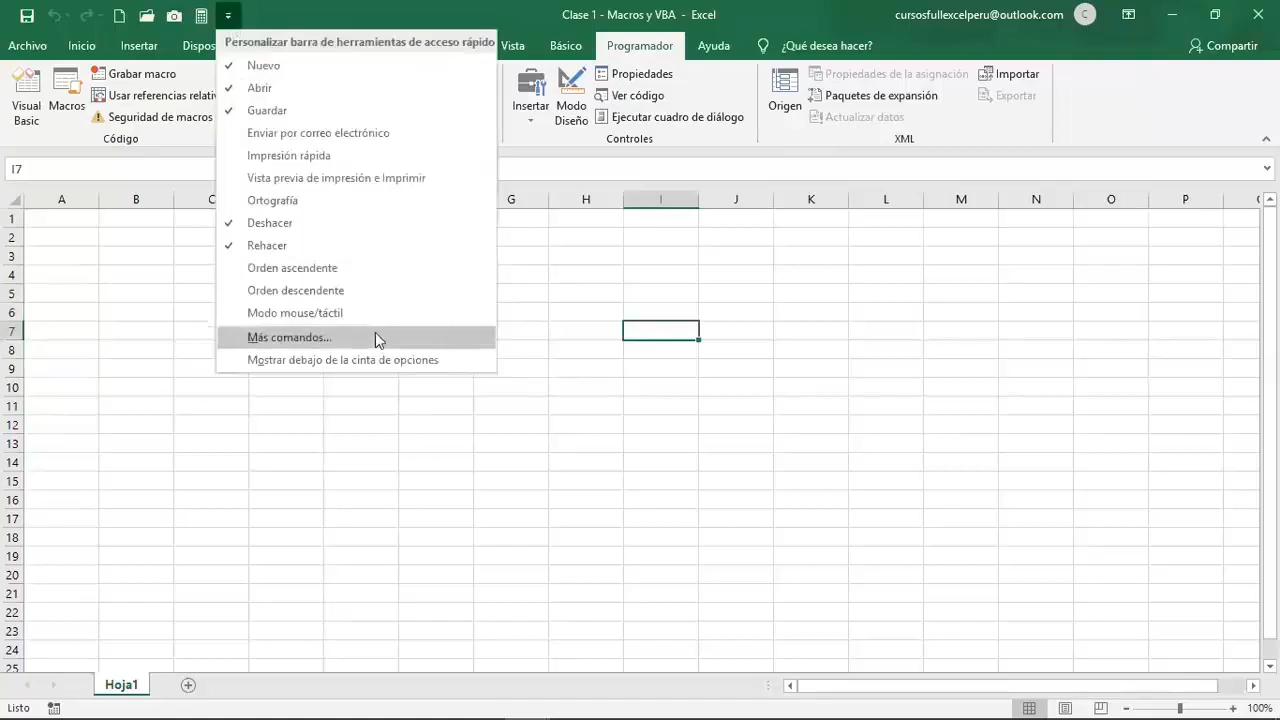 Clase 1 - Macros y VBA - Excel
cursosfullexcelperu@outlook.com
C
Archivo
Inicio
Insertar
Dispos
Vista
Básico
Programador
Ayuda
¿Qué desea hacer?
Compartir
Personalizar barra de herramientas de acceso rápido
Nuevo
Abrir
Guardar
Enviar por correo electrónico
Impresión rápida
Vista previa de impresión e Imprimir
Ortografía
Deshacer
Rehacer
Orden ascendente
Orden descendente
Modo mouse/táctil
Más comandos...
Mostrar debajo de la cinta de opciones
Visual
Basic
Macros
Grabar macro
Usar referencias relativ
Seguridad de macros
Código
Insertar
Modo
Diseño
Propiedades
Ver código
Ejecutar cuadro de diálogo
Controles
Origen
Propiedades de la asignación
Paquetes de expansión
Actualizar datos
Importar
Exportar
XML
I7
A B C G H I J K L M N O P
1
2
3
4
5
6
7
8
9
10
11
12
13
14
15
16
17
18
19
20
21
22
23
24
25
Hoja1
Listo
100%